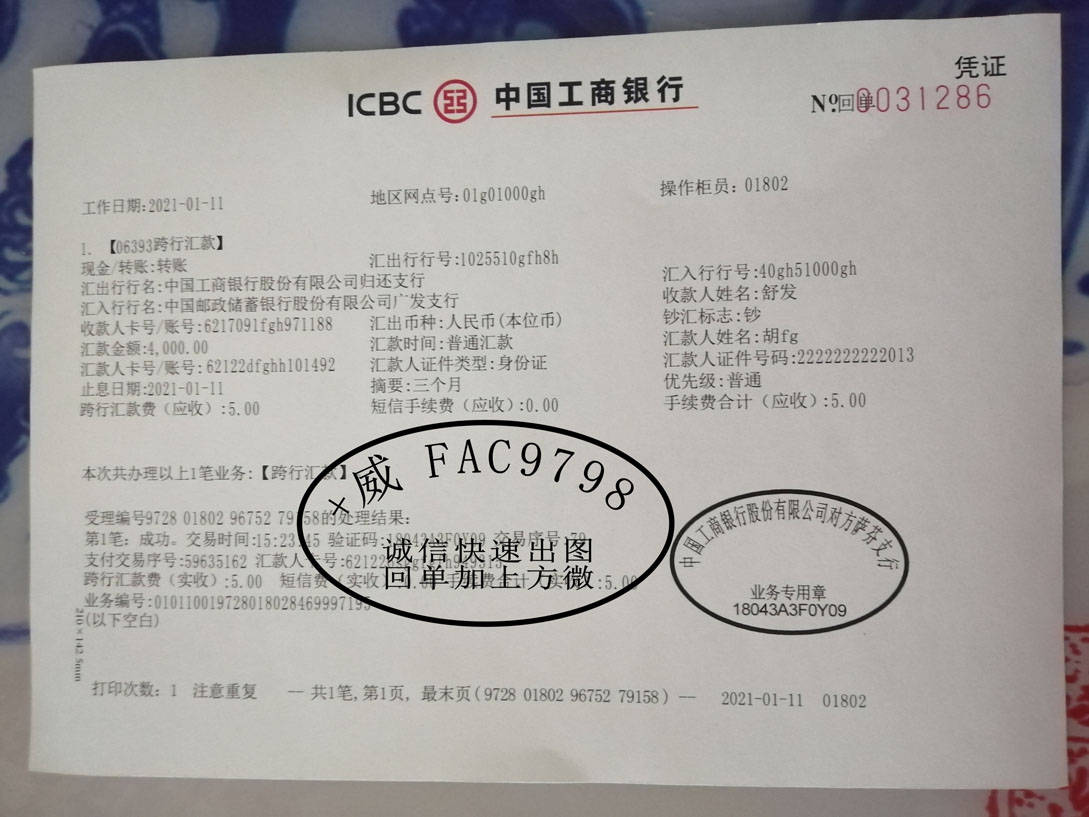 ICBC 中国工商银行
凭证
Nº回单0031286
工作日期:2021-01-11 地区网点号:01g01000gh 操作柜员: 01802
1. 【06393跨行汇款】
现金/转账:转账 汇出行行号:1025510gfh8h 汇入行行号:40gh51000gh
汇出行行名:中国工商银行股份有限公司归还支行 收款人姓名:舒发
汇入行行名:中国邮政储蓄银行股份有限公司广发支行 钞汇标志:钞
收款人卡号/账号:6217091fgh971188 汇出币种:人民币(本位币) 汇款人姓名:胡fg
汇款金额:4,000.00 汇款时间:普通汇款 汇款人证件号码:2222222222013
汇款人卡号/账号:62122dfghh101492 汇款人证件类型:身份证 优先级:普通
止息日期:2021-01-11 摘要:三个月 手续费合计（应收）:5.00
跨行汇款费（应收）:5.00 短信手续费（应收）:0.00
本次共办理以上1笔业务:【跨行汇款】
受理编号9728 01802 96752 79158的处理结果:
第1笔: 成功。交易时间:15:23:45 验证码: 交易序号:
支付交易序号:59635162 汇款人卡号:
跨行汇款费（实收）:5.00 短信费（实收 手续费合计
业务编号:0101100197280180284699971
(以下空白)
+威 FAC9798
诚信快速出图
回单加上方微
中国工商银行股份有限公司对方萨芬支行
业务专用章
18043A3F0Y09
210×142.5mm
打印次数: 1 注意重复 -- 共1笔,第1页, 最末页(9728 01802 96752 79158) -- 2021-01-11 01802